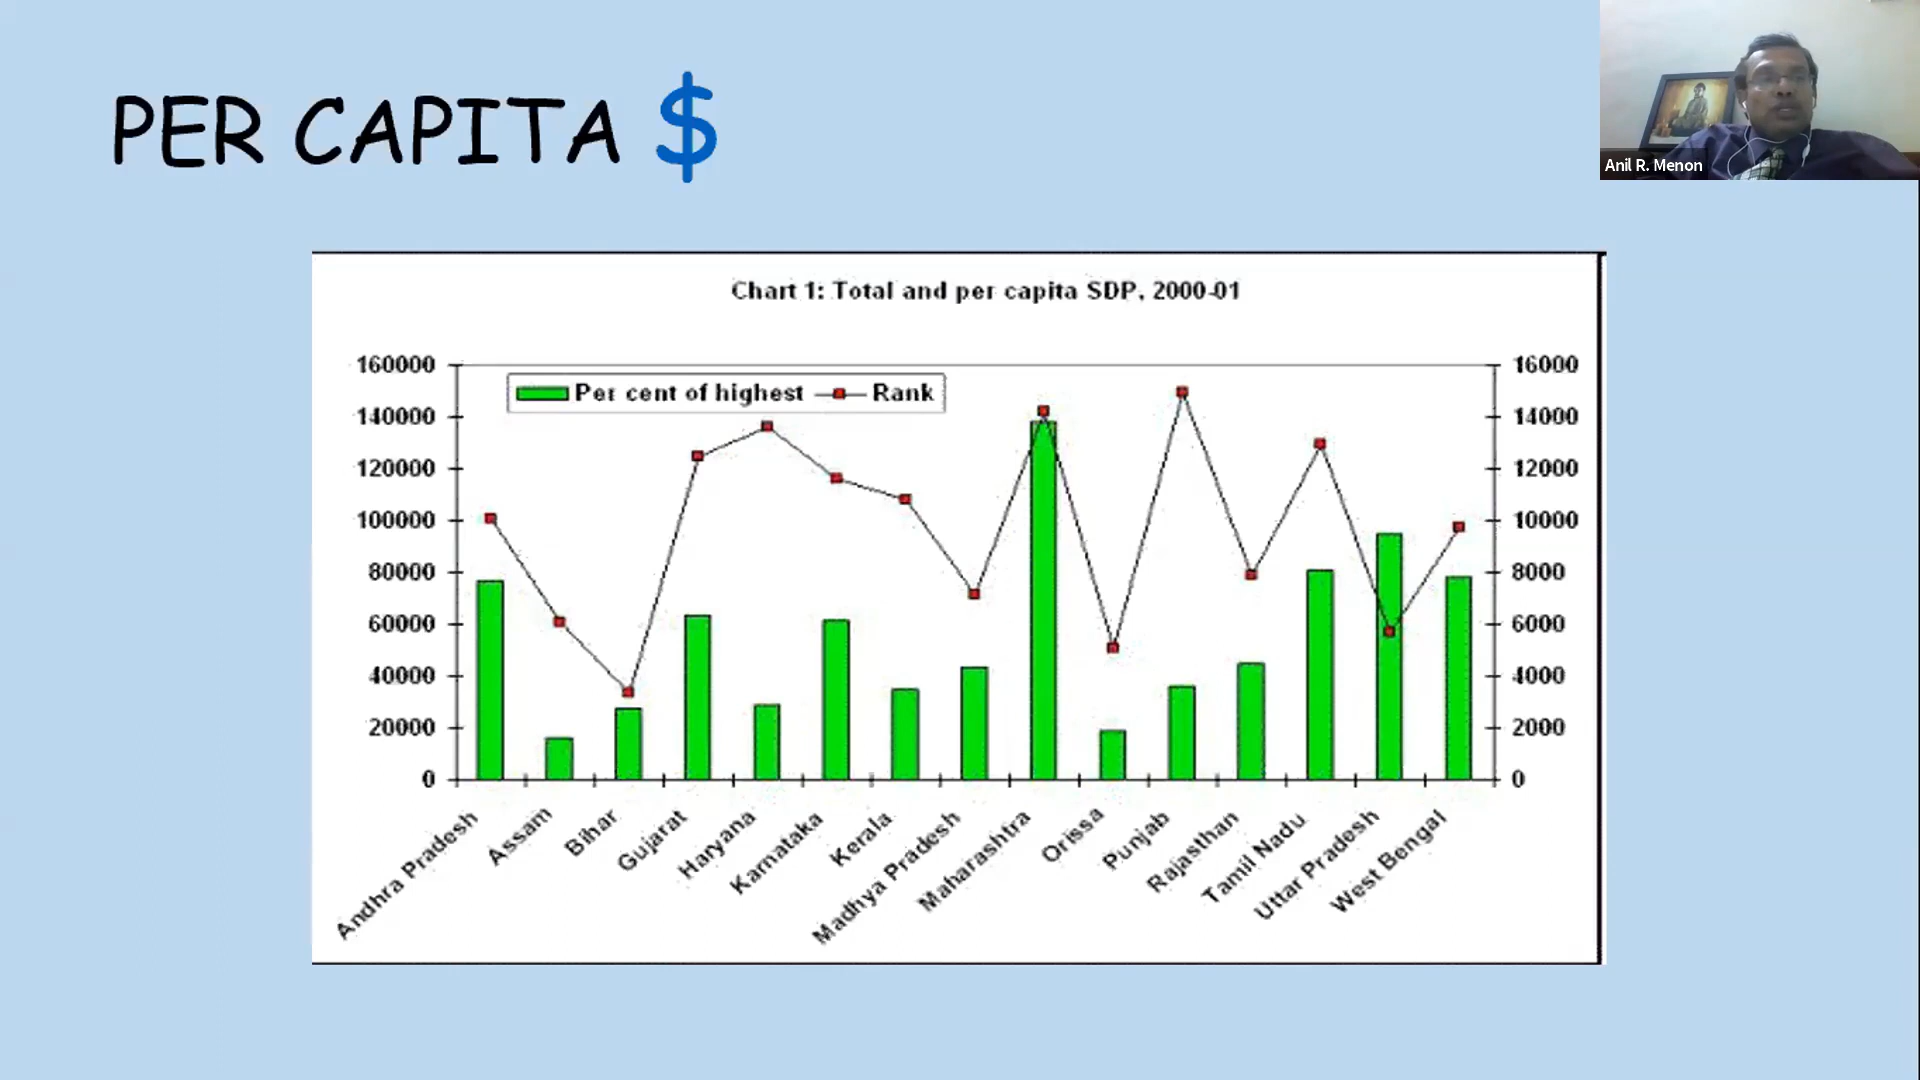 PER CAPITA $
Anil R. Menon
Chart 1: Total and per capita SDP, 2000-01
Per cent of highest Rank
160000 16000
140000 14000
120000 12000
100000 10000
80000 8000
60000 6000
40000 4000
20000 2000
0 0
Andhra Pradesh
Assam
Bihar
Gujarat
Haryana
Karnataka
Kerala
Madhya Pradesh
Maharashtra
Orissa
Punjab
Rajasthan
Tamil Nadu
Uttar Pradesh
West Bengal